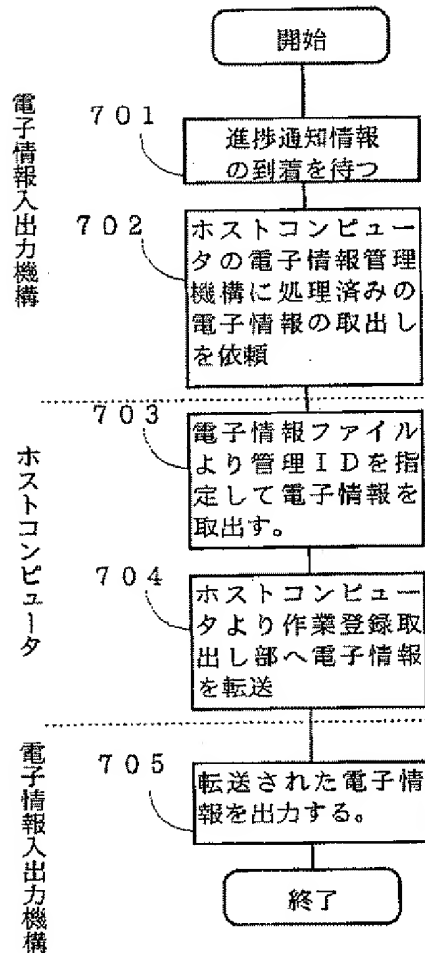 開始
電子情報入出力機構
701
進捗通知情報
の到着を待つ
702
ホストコンピュー
タの電子情報管理
機構に処理済みの
電子情報の取出し
を依頼
ホストコンピュータ
703
電子情報ファイル
より管理IDを指
定して電子情報を
取出す。
704
ホストコンピュー
タより作業登録取
出し部へ電子情報
を転送
電子情報入出力機構
705
転送された電子情
報を出力する。
終了